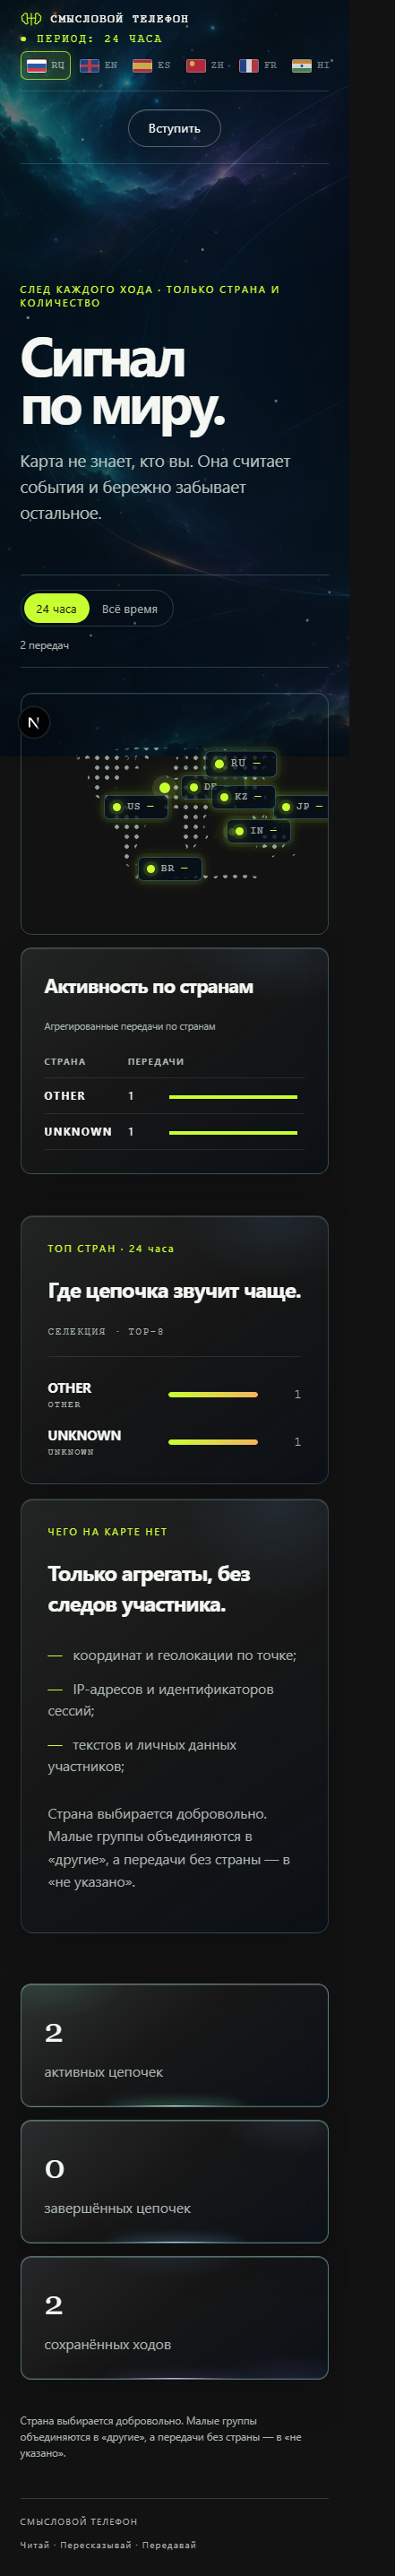 СМЫСЛОВОЙ ТЕЛЕФОН
ПЕРИОД: 24 ЧАСА
RU EN ES ZH FR HI
Вступить
СЛЕД КАЖДОГО ХОДА · ТОЛЬКО СТРАНА И
КОЛИЧЕСТВО
Сигнал
по миру.
Карта не знает, кто вы. Она считает
события и бережно забывает
остальное.
24 часа Всё время
2 передач
N
RU —
DE
KZ —
US —
JP —
IN —
BR —
Активность по странам
Агрегированные передачи по странам
СТРАНА ПЕРЕДАЧИ
OTHER 1
UNKNOWN 1
ТОП СТРАН · 24 часа
Где цепочка звучит чаще.
СЕЛЕКЦИЯ · TOP-8
OTHER 1
OTHER
UNKNOWN 1
UNKNOWN
ЧЕГО НА КАРТЕ НЕТ
Только агрегаты, без
следов участника.
— координат и геолокации по точке;
— IP-адресов и идентификаторов
сессий;
— текстов и личных данных
участников;
Страна выбирается добровольно.
Малые группы объединяются в
«другие», а передачи без страны — в
«не указано».
2
активных цепочек
0
завершённых цепочек
2
сохранённых ходов
Страна выбирается добровольно. Малые группы
объединяются в «другие», а передачи без страны — в «не
указано».
СМЫСЛОВОЙ ТЕЛЕФОН
Читай · Пересказывай · Передавай